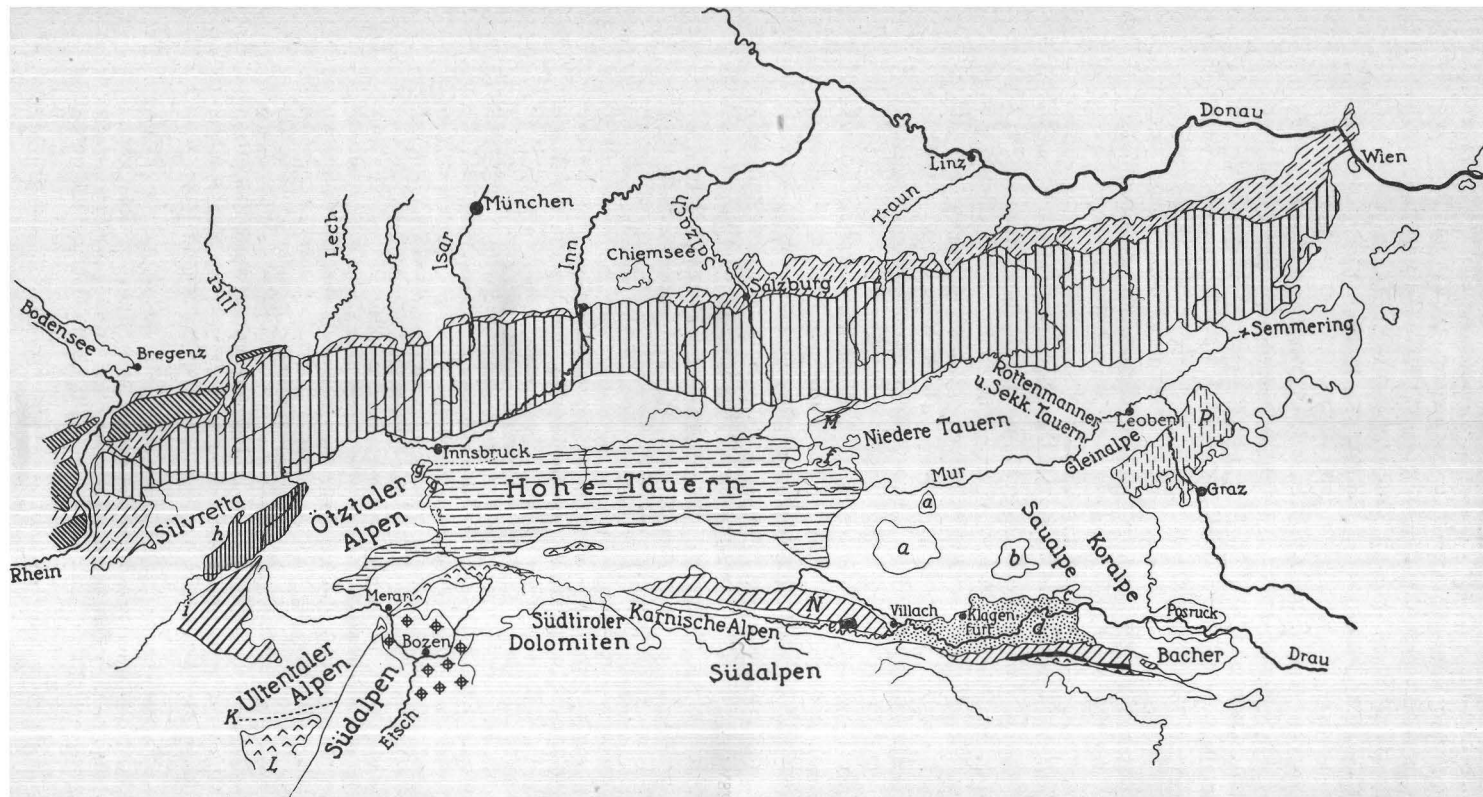 Donau
Wien
Linz
Traun
München
Lech
Iller
Isar
Inn
Salzach
Chiemsee
Salzburg
Bodensee
Bregenz
Semmering
Rottenmanner
u. Sekk. Tauern
M
Niedere Tauern
Leoben
P
Gleinalpe
f
Innsbruck
g
g
Hohe Tauern
Mur
a
Graz
Ötztaler
Alpen
Silvretta
h
a
b
Saualpe
Koralpe
Rhein
i
Meran
c
N
Villach
Klagen-
furt
d
Posruck
Bacher
Drau
Bozen
Südtiroler
Dolomiten
Karnische Alpen
Südalpen
Ultentaler
Alpen
K
L
Südalpen
Etsch